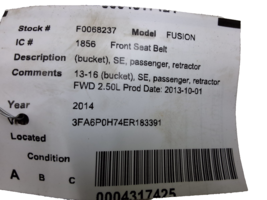 Stock # F0068237 Model FUSION
IC # 1856 Front Seat Belt
Description (bucket), SE, passenger, retractor
Comments 13-16 (bucket), SE, passenger, retractor
FWD 2.50L Prod Date: 2013-10-01
Year 2014
3FA6P0H74ER183391
Located
Condition
A B C
0004317425